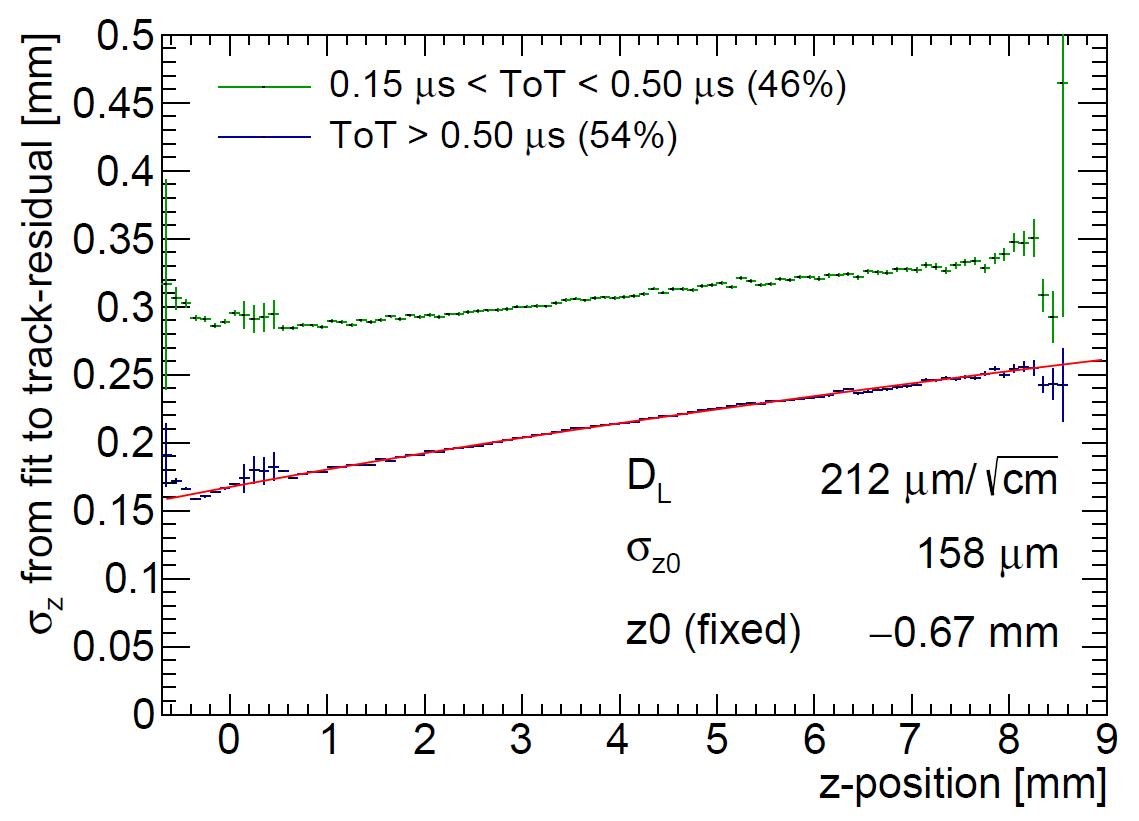 σz from fit to track-residual [mm]
0.5
0.45
0.4
0.35
0.3
0.25
0.2
0.15
0.1
0.05
0
0.15 μs < ToT < 0.50 μs (46%)
ToT > 0.50 μs (54%)
D_L 212 μm/√cm
σ_z0 158 μm
z0 (fixed) −0.67 mm
0 1 2 3 4 5 6 7 8 9
z-position [mm]